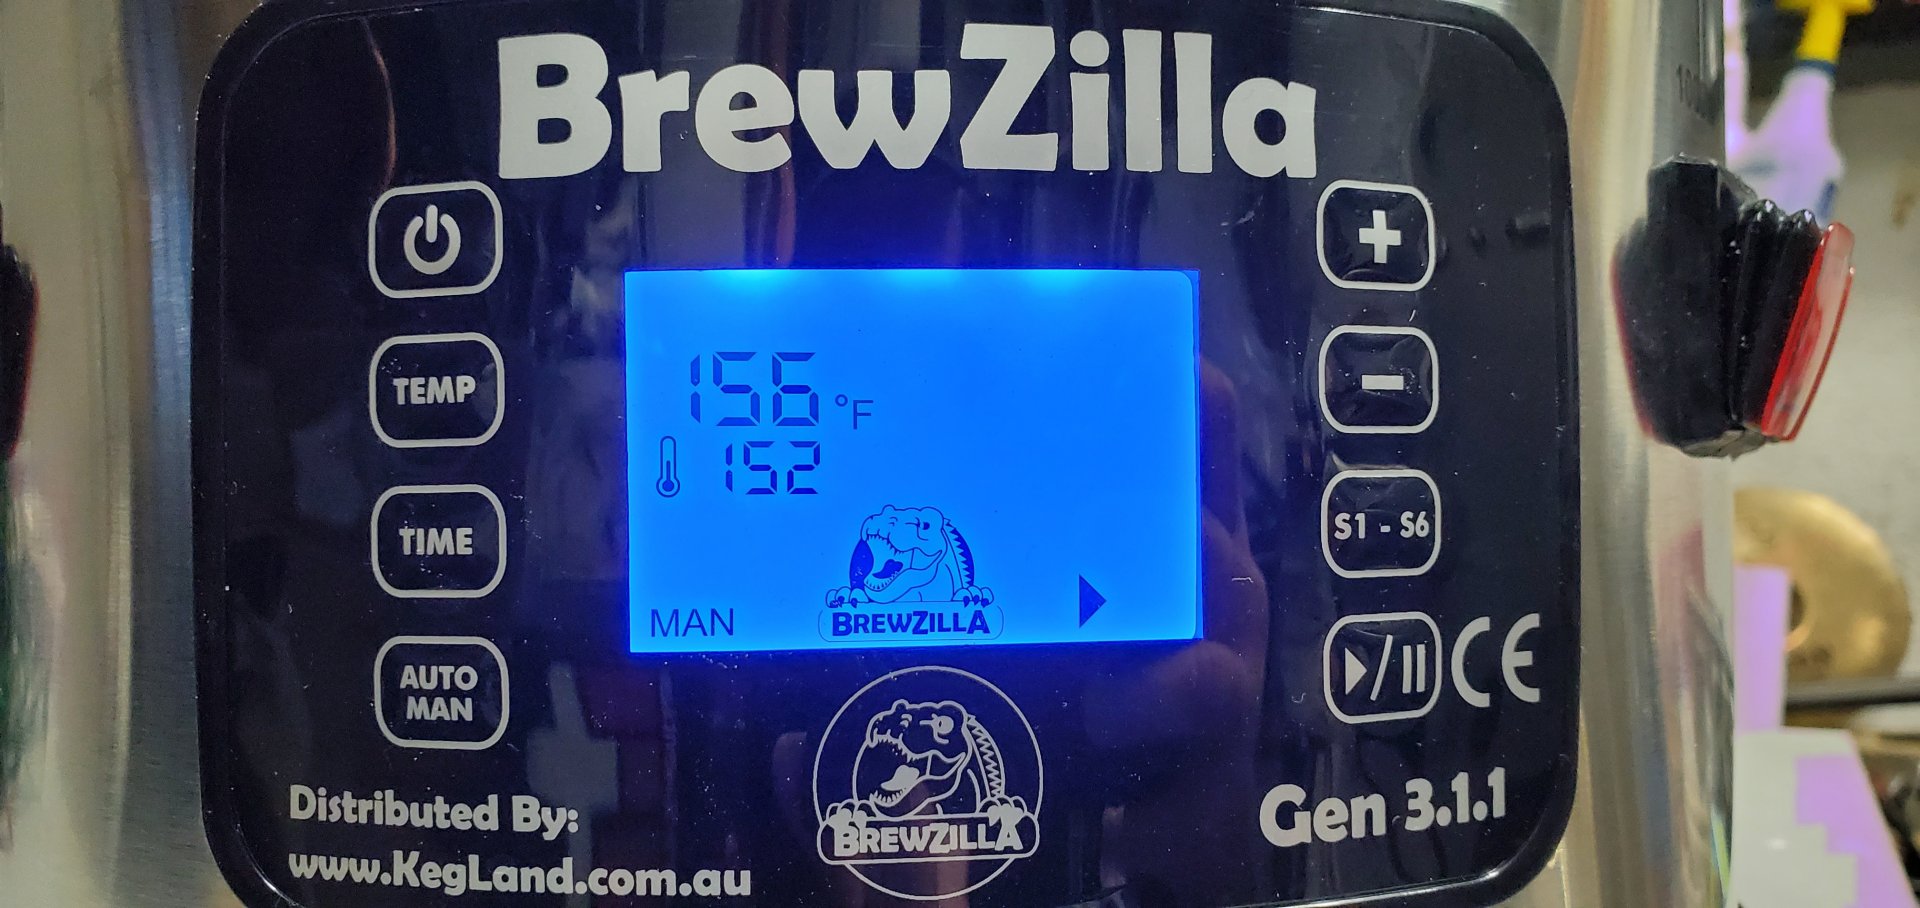 BrewZilla
TEMP
TIME
AUTO
MAN
156 °F
152
MAN
BREWZILLA
+
-
S1 - S6
CE
BREWZILLA
Distributed By:
www.KegLand.com.au
Gen 3.1.1